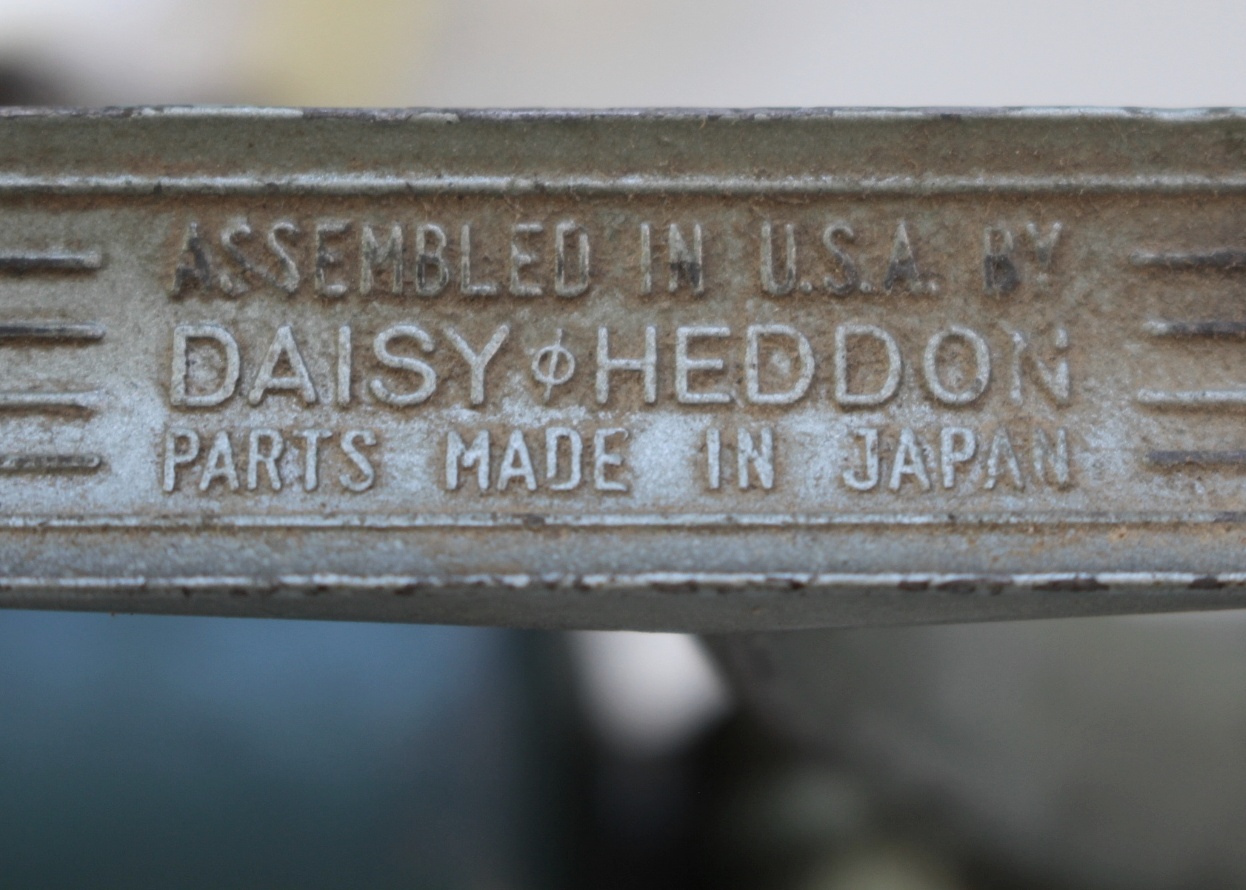 ASSEMBLED IN U.S.A. BY
DAISY ϕ HEDDON
PARTS MADE IN JAPAN